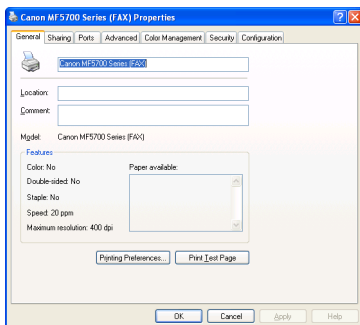 Canon MF5700 Series (FAX) Properties
General Sharing Ports Advanced Color Management Security Configuration
Canon MF5700 Series (FAX)
Location:
Comment:
Model: Canon MF5700 Series (FAX)
Features
Color: No Paper available:
Double-sided: No
Staple: No
Speed: 20 ppm
Maximum resolution: 400 dpi
Printing Preferences... Print Test Page
OK Cancel Apply Help